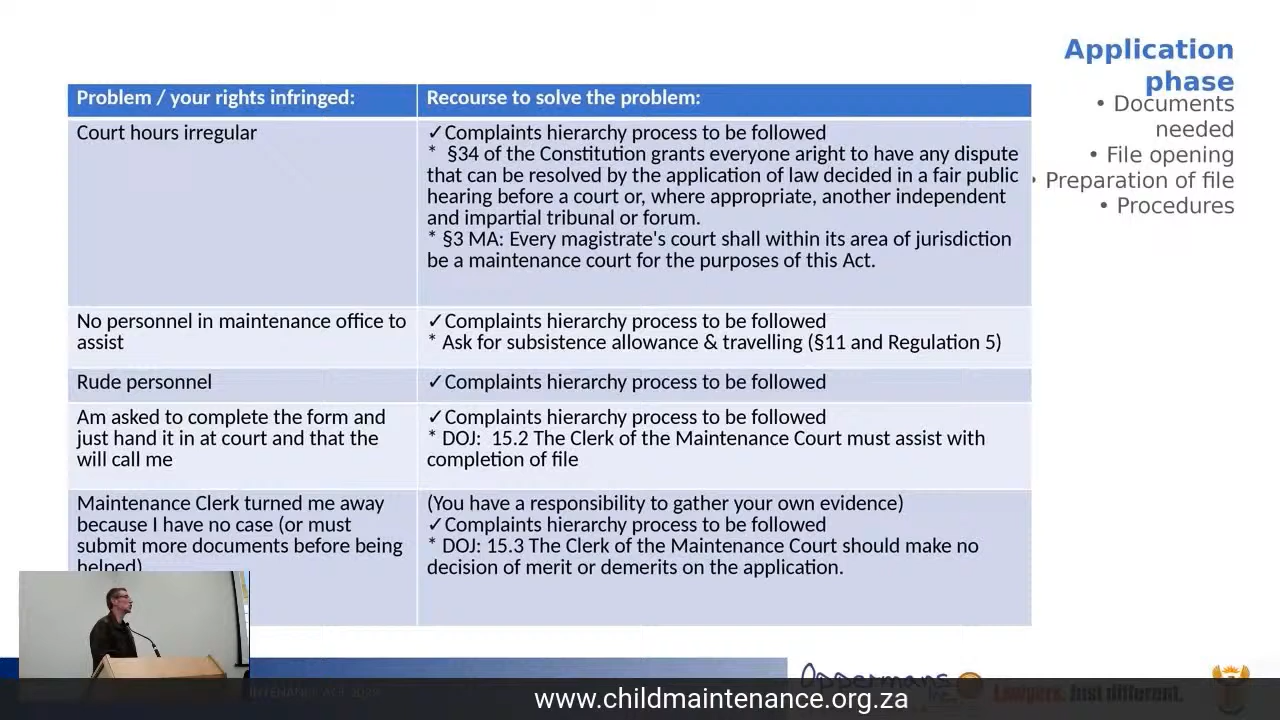 Application
phase
• Documents
needed
• File opening
• Preparation of file
• Procedures
Problem / your rights infringed:
Recourse to solve the problem:
Court hours irregular
✓Complaints hierarchy process to be followed
* §34 of the Constitution grants everyone aright to have any dispute
that can be resolved by the application of law decided in a fair public
hearing before a court or, where appropriate, another independent
and impartial tribunal or forum.
* §3 MA: Every magistrate's court shall within its area of jurisdiction
be a maintenance court for the purposes of this Act.
No personnel in maintenance office to
assist
✓Complaints hierarchy process to be followed
* Ask for subsistence allowance & travelling (§11 and Regulation 5)
Rude personnel
✓Complaints hierarchy process to be followed
Am asked to complete the form and
just hand it in at court and that the
will call me
✓Complaints hierarchy process to be followed
* DOJ: 15.2 The Clerk of the Maintenance Court must assist with
completion of file
Maintenance Clerk turned me away
because I have no case (or must
submit more documents before being
helped)
(You have a responsibility to gather your own evidence)
✓Complaints hierarchy process to be followed
* DOJ: 15.3 The Clerk of the Maintenance Court should make no
decision of merit or demerits on the application.
Oppermans
Lawyers. Just different.
www.childmaintenance.org.za